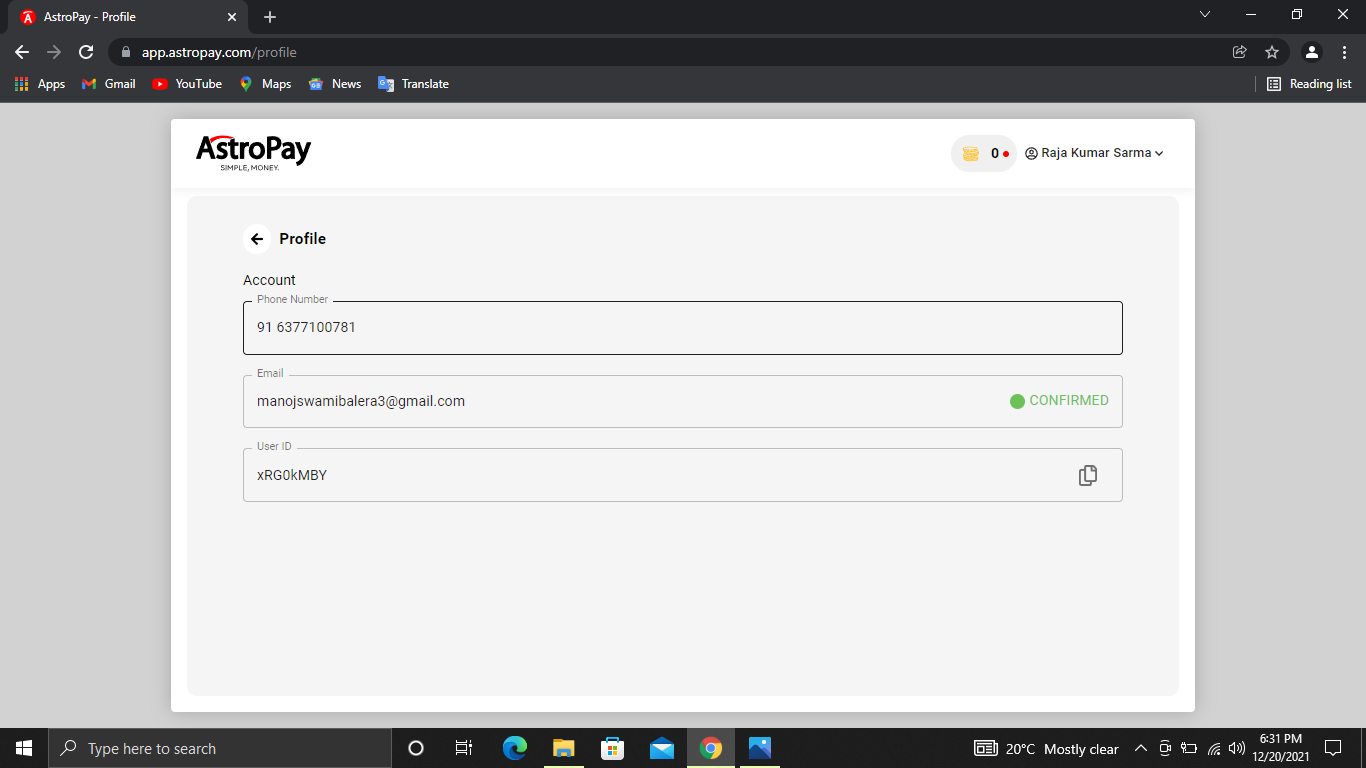 AstroPay - Profile
app.astropay.com/profile
Apps Gmail YouTube Maps News Translate Reading list
AstroPay
SIMPLE, MONEY.
0 Raja Kumar Sarma
Profile
Account
Phone Number
91 6377100781
Email
manojswamibalera3@gmail.com CONFIRMED
User ID
xRG0kMBY
Type here to search
20°C Mostly clear
6:31 PM
12/20/2021